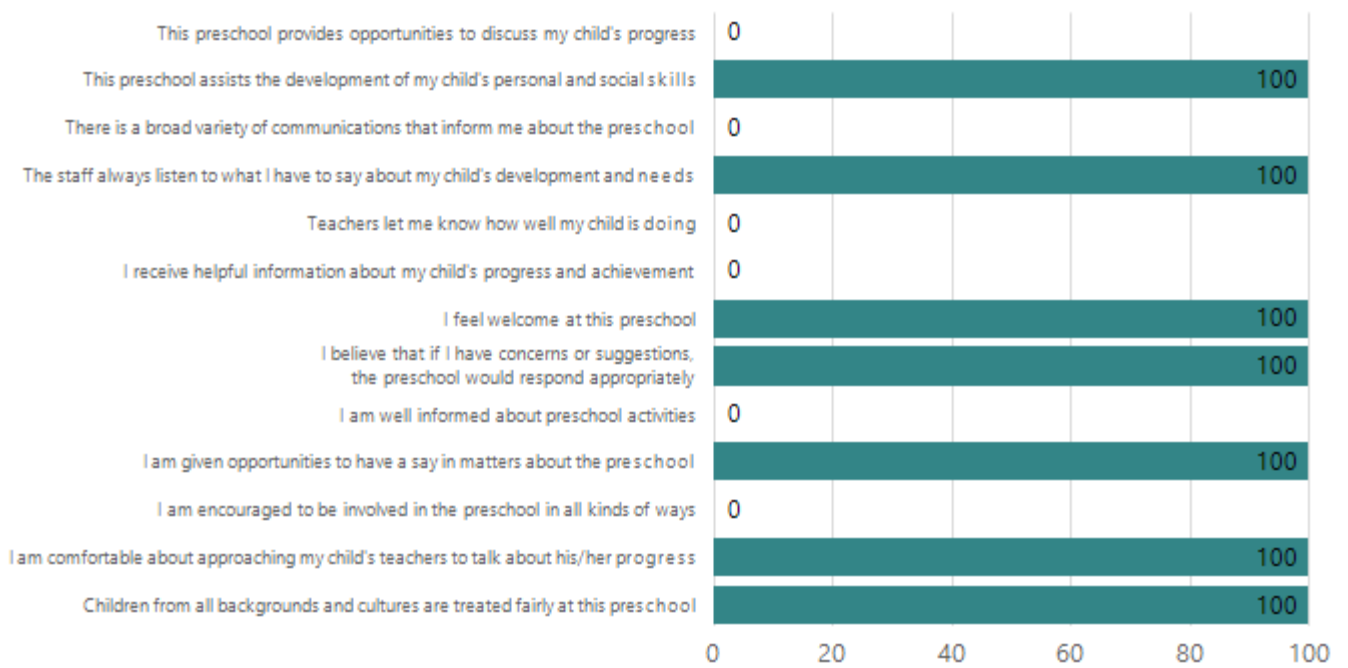 This preschool provides opportunities to discuss my child's progress 0
This preschool assists the development of my child's personal and social skills 100
There is a broad variety of communications that inform me about the preschool 0
The staff always listen to what I have to say about my child's development and needs 100
Teachers let me know how well my child is doing 0
I receive helpful information about my child's progress and achievement 0
I feel welcome at this preschool 100
I believe that if I have concerns or suggestions,
the preschool would respond appropriately 100
I am well informed about preschool activities 0
I am given opportunities to have a say in matters about the preschool 100
I am encouraged to be involved in the preschool in all kinds of ways 0
I am comfortable about approaching my child's teachers to talk about his/her progress 100
Children from all backgrounds and cultures are treated fairly at this preschool 100
0 20 40 60 80 100